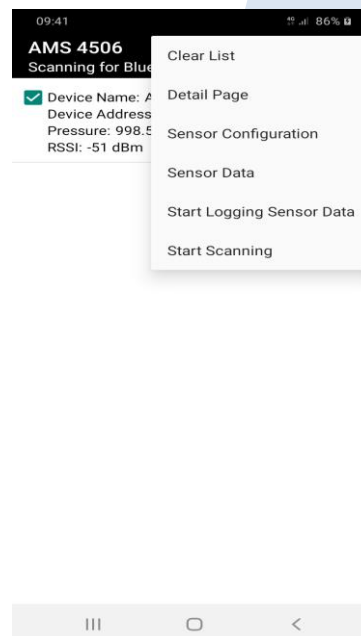 09:41
86%
AMS 4506
Scanning for
Device Name:
Device Address
Pressure: 998.5
RSSI: -51 dBm
Clear List
Detail Page
Sensor Configuration
Sensor Data
Start Logging Sensor Data
Start Scanning